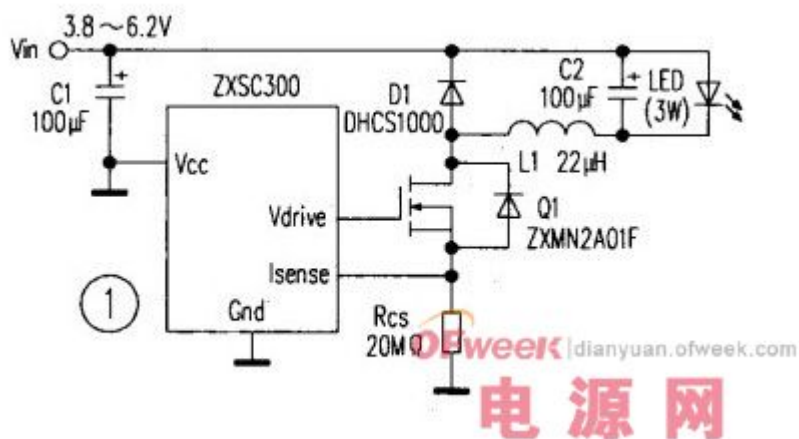 3.8～6.2V
Vin
C1
100μF
ZXSC300
D1
DHCS1000
C2
100μF
LED
(3W)
Vcc
L1 22μH
Vdrive
Q1
ZXMN2A01F
Isense
1
Gnd
Rcs
20MΩ
OFweeK dianyuan.ofweek.com
电源网